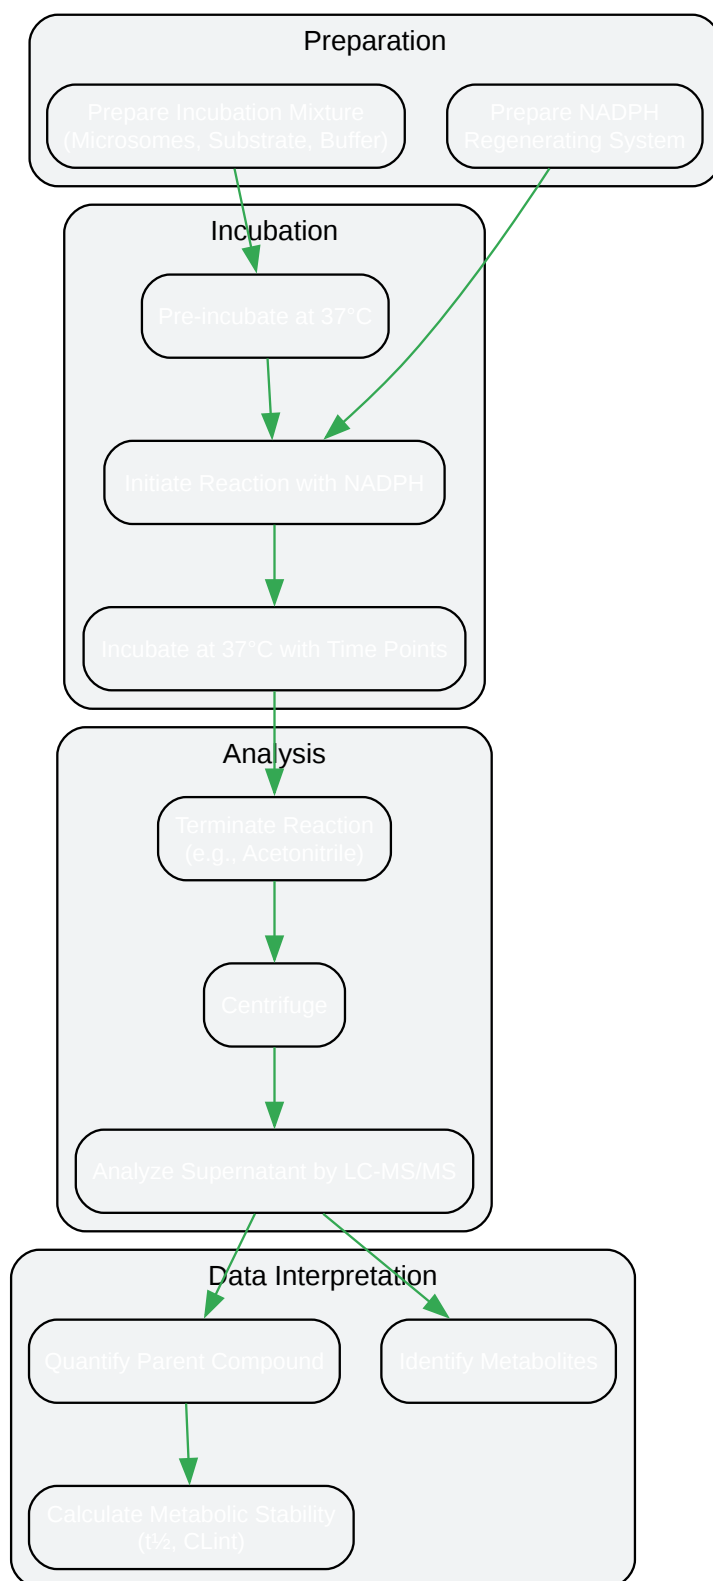 Preparation
Prepare Incubation Mixture
(Microsomes, Substrate, Buffer)
Prepare NADPH
Regenerating System
Incubation
Pre-incubate at 37°C
Initiate Reaction with NADPH
Incubate at 37°C with Time Points
Analysis
Terminate Reaction
(e.g., Acetonitrile)
Centrifuge
Analyze Supernatant by LC-MS/MS
Data Interpretation
Quantify Parent Compound
Identify Metabolites
Calculate Metabolic Stability
(t½, CLint)